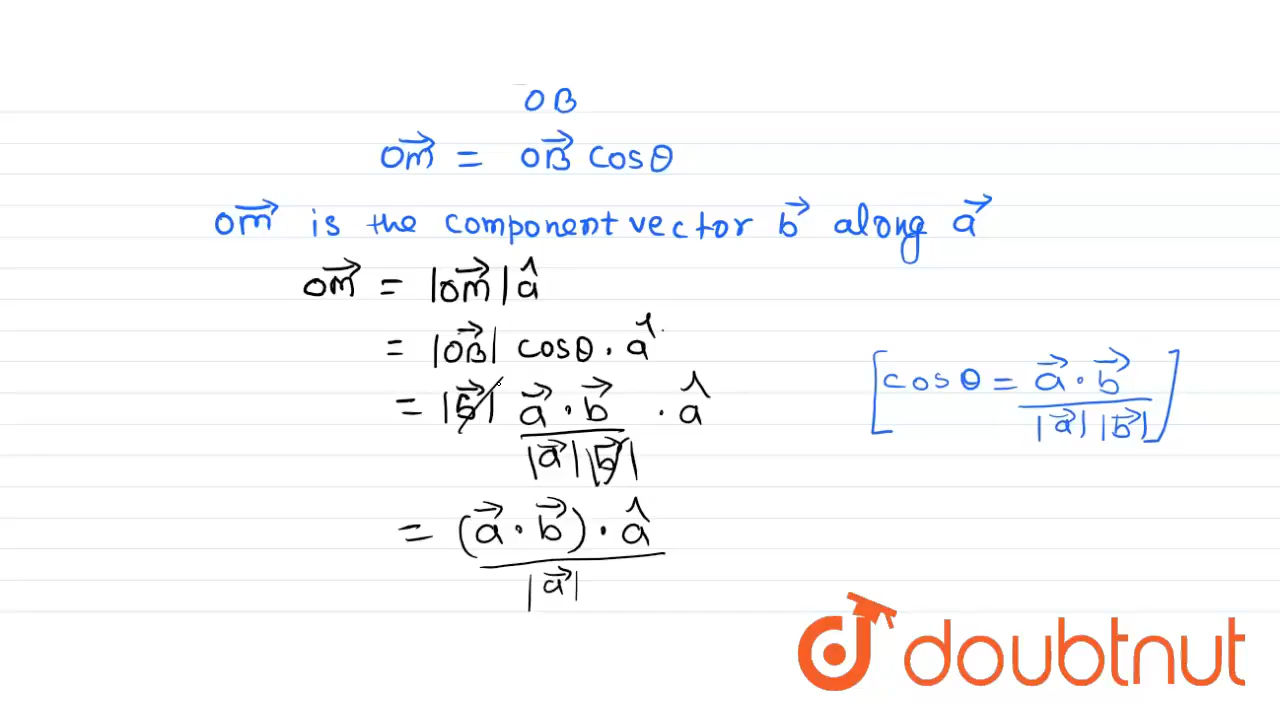 OB
OM⃗ = OB⃗ cosθ
OM⃗ is the component vector b⃗ along a⃗
OM⃗ = |OM⃗| â
= |OB⃗| cosθ . â
= |b⃗| a⃗ . b⃗ / |a⃗| |b⃗| . â
[cosθ = a⃗ . b⃗ / |a⃗| |b⃗|]
= (a⃗ . b⃗) . â / |a⃗|
doubtnut